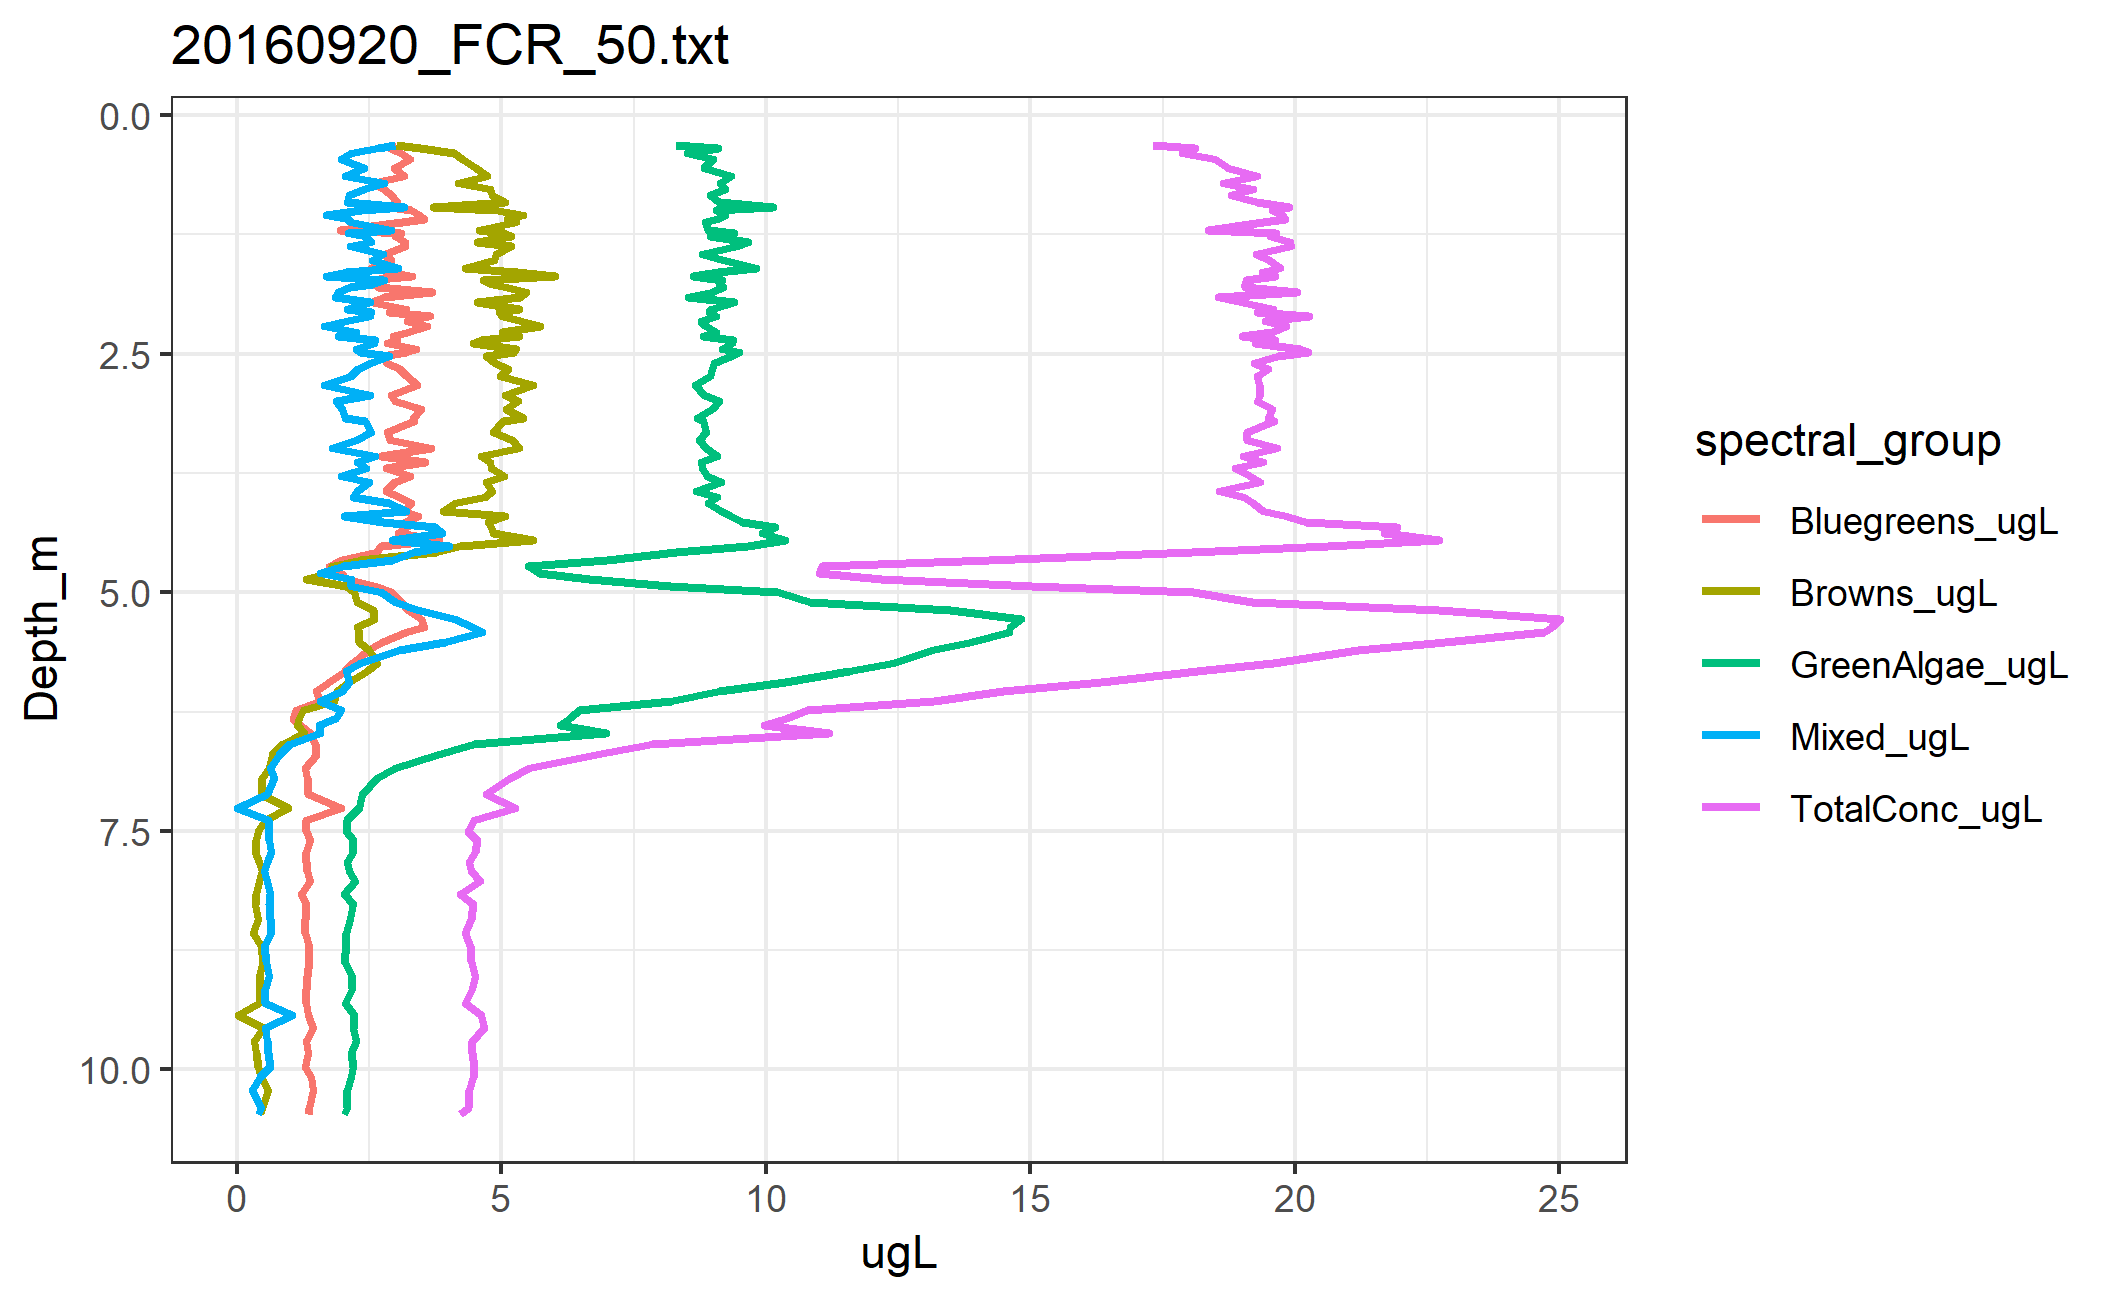 20160920_FCR_50.txt
0.0
2.5
5.0
7.5
10.0
Depth_m
0 5 10 15 20 25
ugL
spectral_group
Bluegreens_ugL
Browns_ugL
GreenAlgae_ugL
Mixed_ugL
TotalConc_ugL